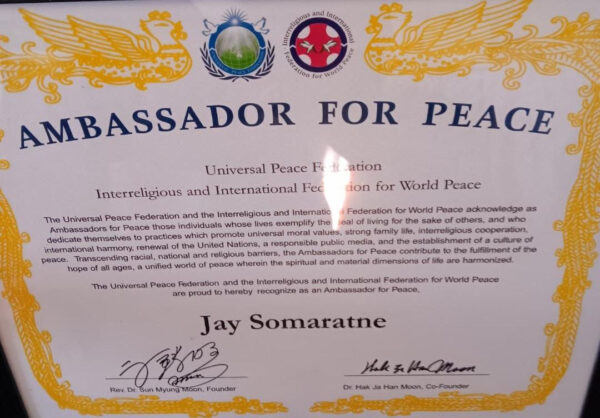 Interreligious and International
Federation for World Peace
AMBASSADOR FOR PEACE
Universal Peace Federation
Interreligious and International Federation for World Peace
The Universal Peace Federation and the Interreligious and International Federation for World Peace acknowledge as
Ambassadors for Peace those individuals whose lives exemplify the ideal of living for the sake of others, and who
dedicate themselves to practices which promote universal moral values, strong family life, interreligious cooperation,
international harmony, renewal of the United Nations, a responsible public media, and the establishment of a culture of
peace. Transcending racial, national and religious barriers, the Ambassadors for Peace contribute to the fulfillment of the
hope of all ages, a unified world of peace wherein the spiritual and material dimensions of life are harmonized.
The Universal Peace Federation and the Interreligious and International Federation for World Peace
are proud to hereby recognize as an Ambassador for Peace,
Jay Somaratne
Hak Ja Han Moon
Rev. Dr. Sun Myung Moon, Founder
Dr. Hak Ja Han Moon, Co-Founder